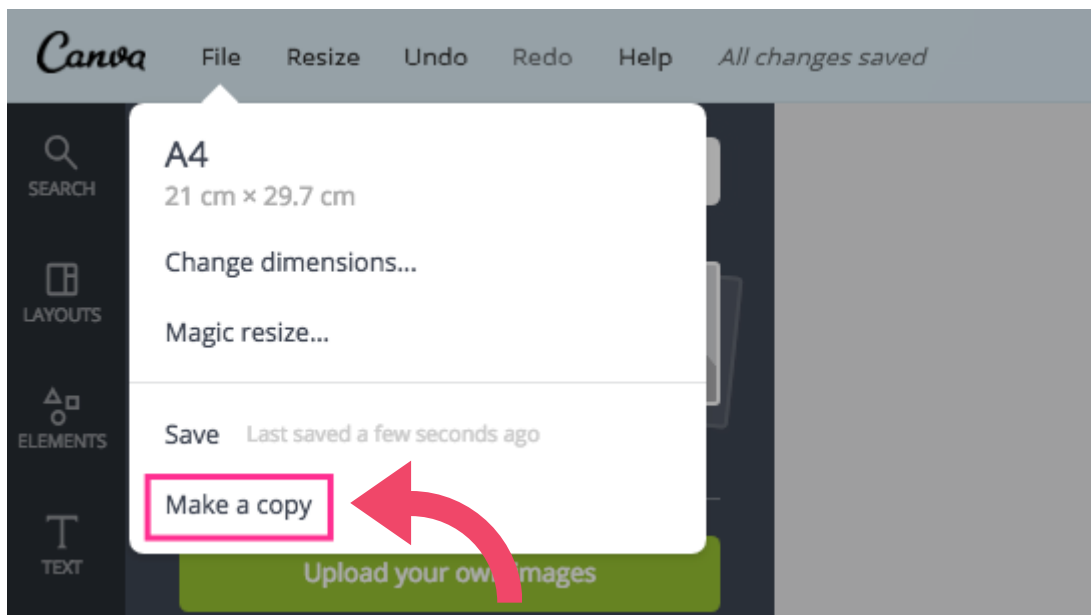 Canva File Resize Undo Redo Help All changes saved
SEARCH
LAYOUTS
ELEMENTS
TEXT
A4
21 cm × 29.7 cm
Change dimensions...
Magic resize...
Save Last saved a few seconds ago
Make a copy
Upload your own images